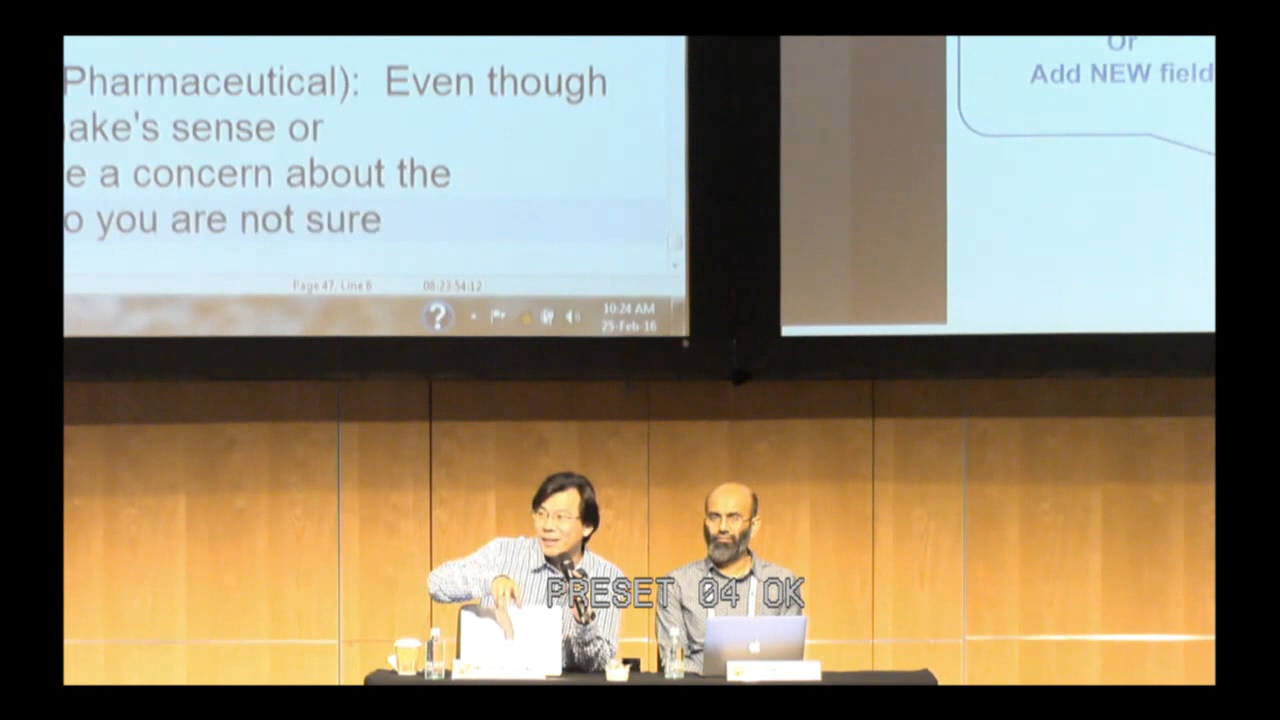 Pharmaceutical): Even though
ake's sense or
e a concern about the
o you are not sure
Page 47, Line 6 08:23:54:12
?
10:24 AM
25-Feb-16
Or
Add NEW field
PRESET 04 OK